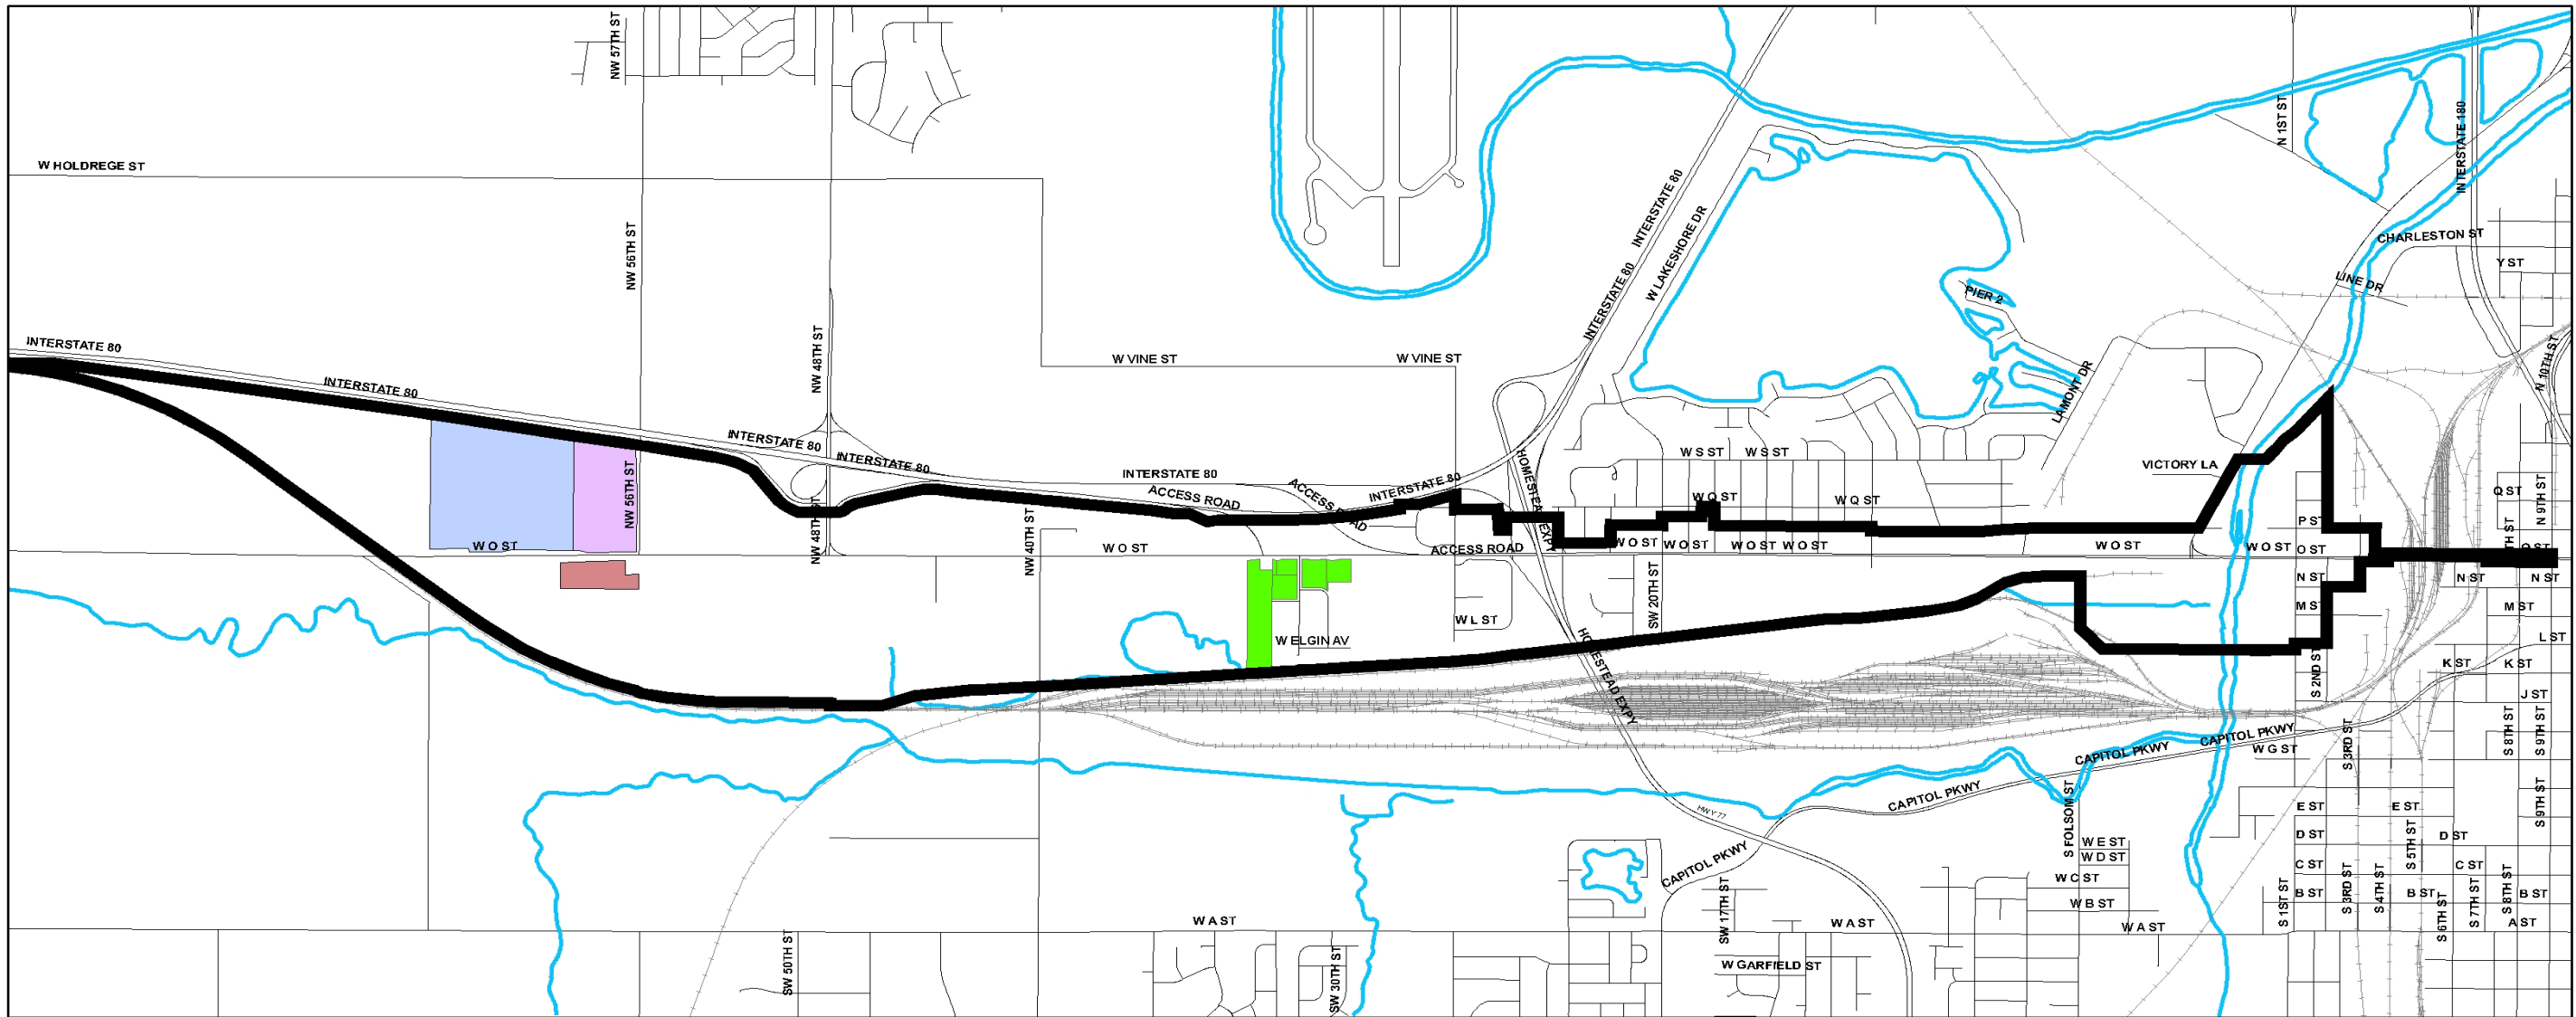 NW 57TH ST
W HOLDREGE ST
N 1ST ST
INTERSTATE 180
INTERSTATE 80
W LAKESHORE DR
NW 56TH ST
CHARLESTON ST
Y ST
LINE DR
PIER 2
INTERSTATE 80
INTERSTATE 80
NW 48TH ST
W VINE ST
W VINE ST
N 10TH ST
INTERSTATE 80
LAMONT DR
INTERSTATE 80
INTERSTATE 80
INTERSTATE 80
W S ST
W S ST
VICTORY LA
NW 56TH ST
ACCESS ROAD
ACCESS ROAD
INTERSTATE 80
HOMESTEAD EXPY
W Q ST
W Q ST
Q ST
N 9TH ST
NW 48TH ST
NW 40TH ST
P ST
W O ST
W O ST
ACCESS ROAD
W O ST
W O ST
W O ST
W O ST
W O ST
W O ST
O ST
TH ST
O ST
SW 20TH ST
N ST
N ST
N ST
W L ST
M ST
M ST
W ELGIN AV
L ST
HOMESTEAD EXPY
S 2ND ST
K ST
K ST
J ST
CAPITOL PKWY
CAPITOL PKWY
W G ST
S 3RD ST
S 8TH ST
S 9TH ST
CAPITOL PKWY
HWY 77
S FOLSOM ST
E ST
E ST
S 9TH ST
D ST
D ST
W E ST
W D ST
S 5TH ST
CAPITOL PKWY
C ST
C ST
W C ST
SW 17TH ST
B ST
B ST
B ST
W B ST
S 1ST ST
S 3RD ST
S 4TH ST
S 6TH ST
S 7TH ST
S 8TH ST
W A ST
W A ST
W A ST
A ST
SW 50TH ST
SW 30TH ST
W GARFIELD ST